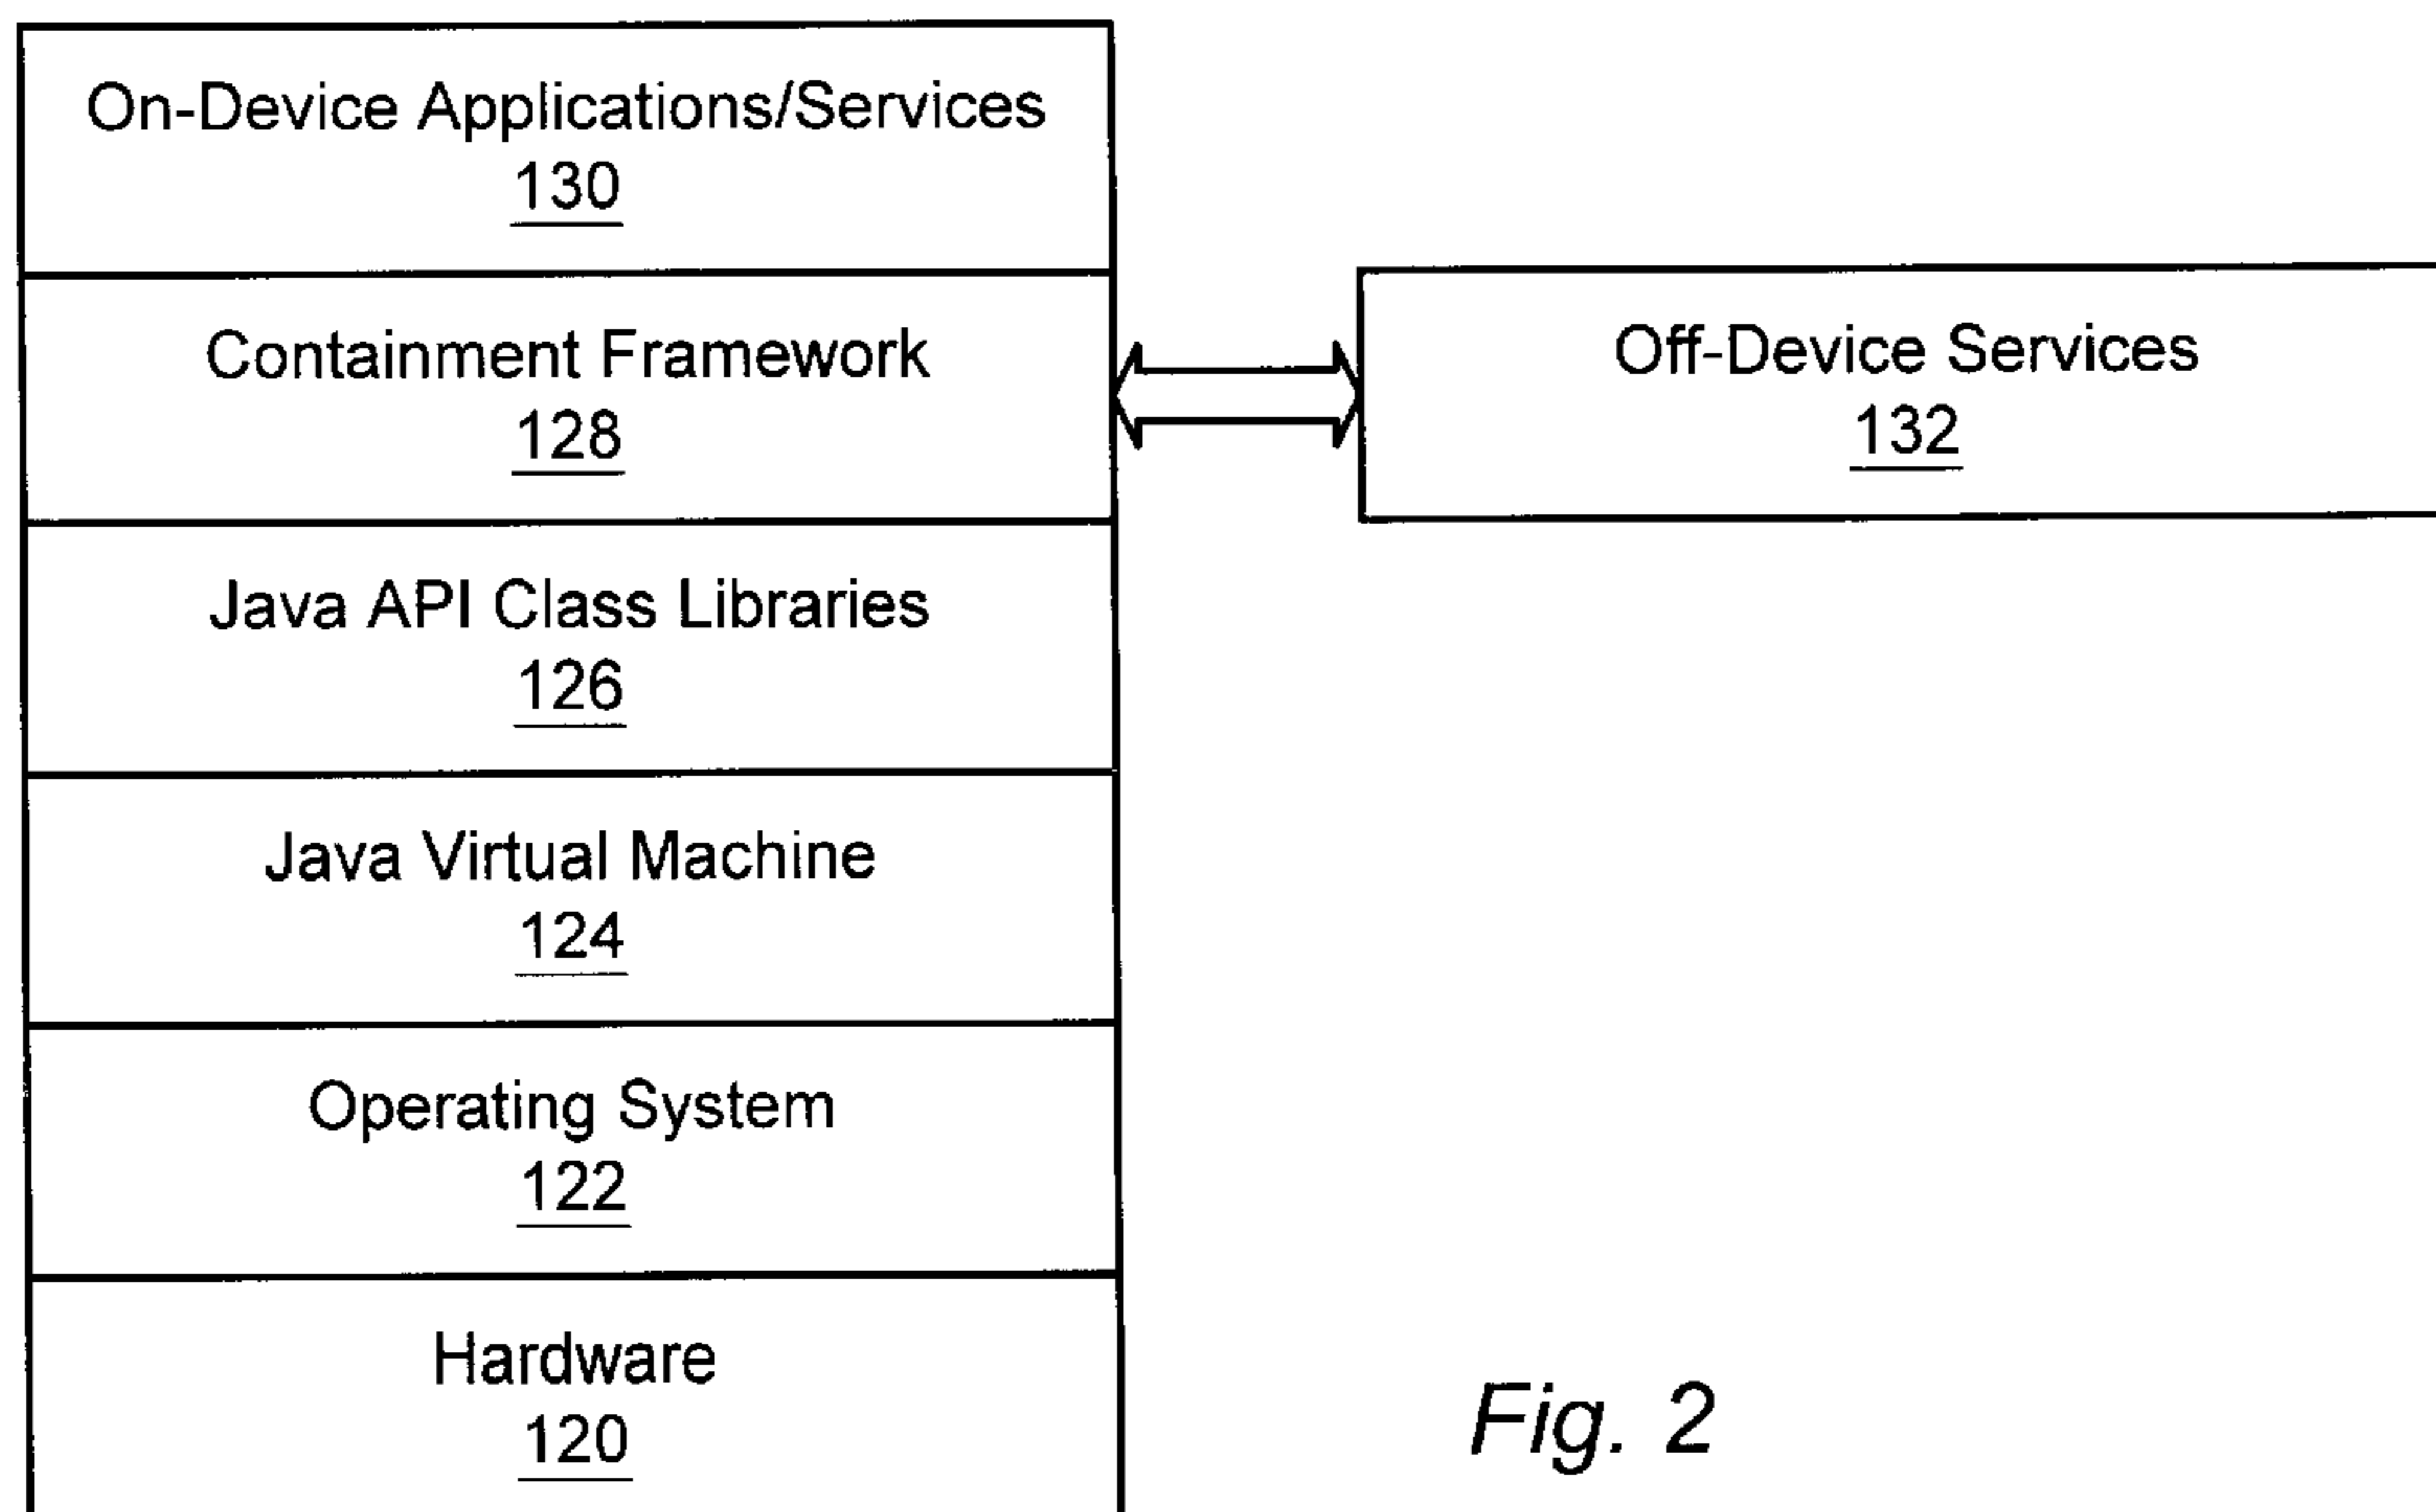 On-Device Applications/Services
130
Containment Framework
128
Off-Device Services
132
Java API Class Libraries
126
Java Virtual Machine
124
Operating System
122
Hardware
120
Fig. 2